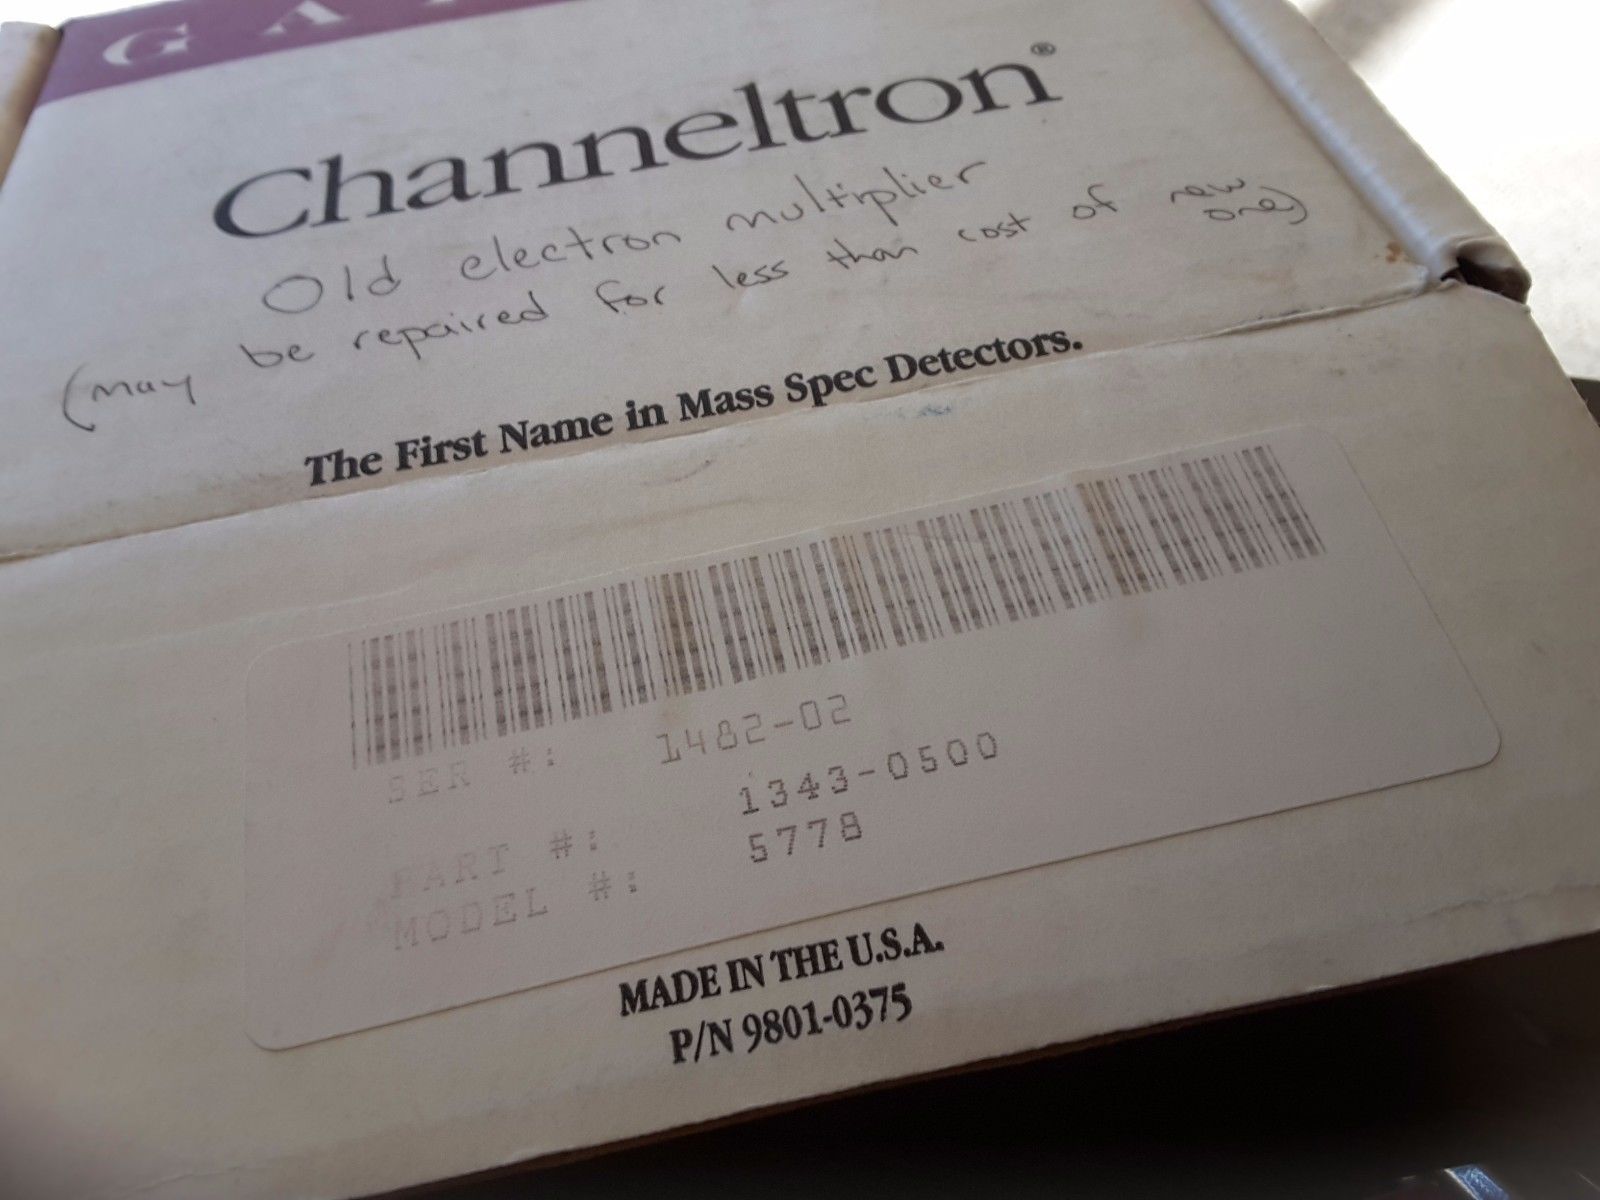 G A
Channeltron®
Old electron multiplier
(may be repaired for less than cost of new one)
The First Name in Mass Spec Detectors.
SER #: 1482-02
PART #: 1343-0500
MODEL #: 5778
MADE IN THE U.S.A.
P/N 9801-0375